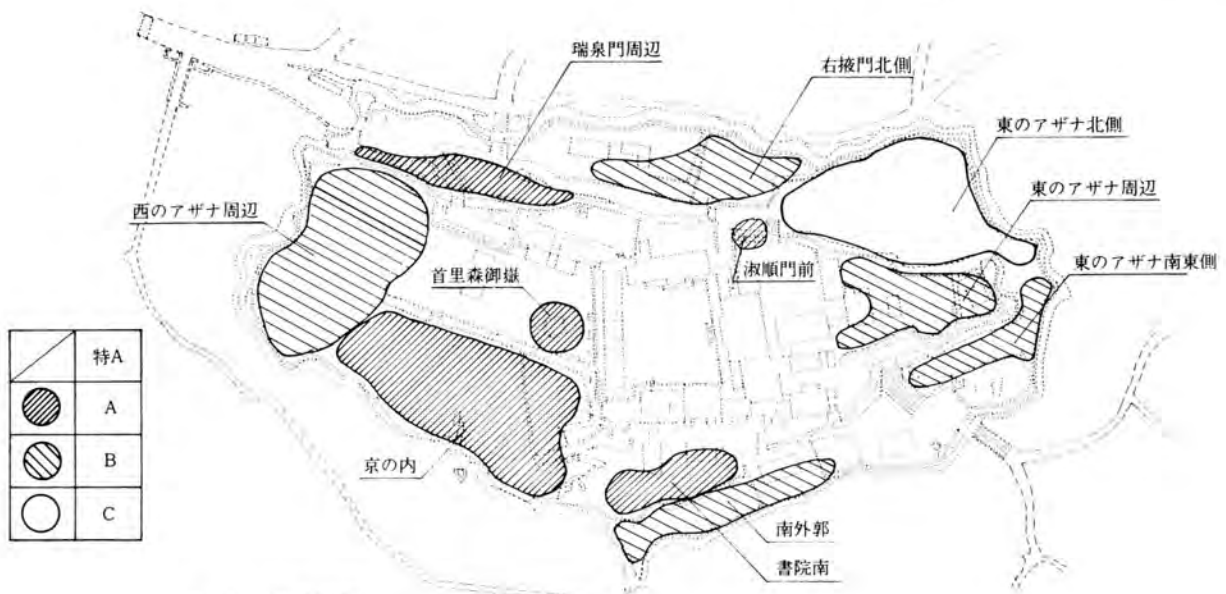 瑞泉門周辺
右掖門北側
東のアザナ北側
東のアザナ周辺
西のアザナ周辺
首里森御嶽
淑順門前
東のアザナ南東側
特A
A
B
C
京の内
南外郭
書院南